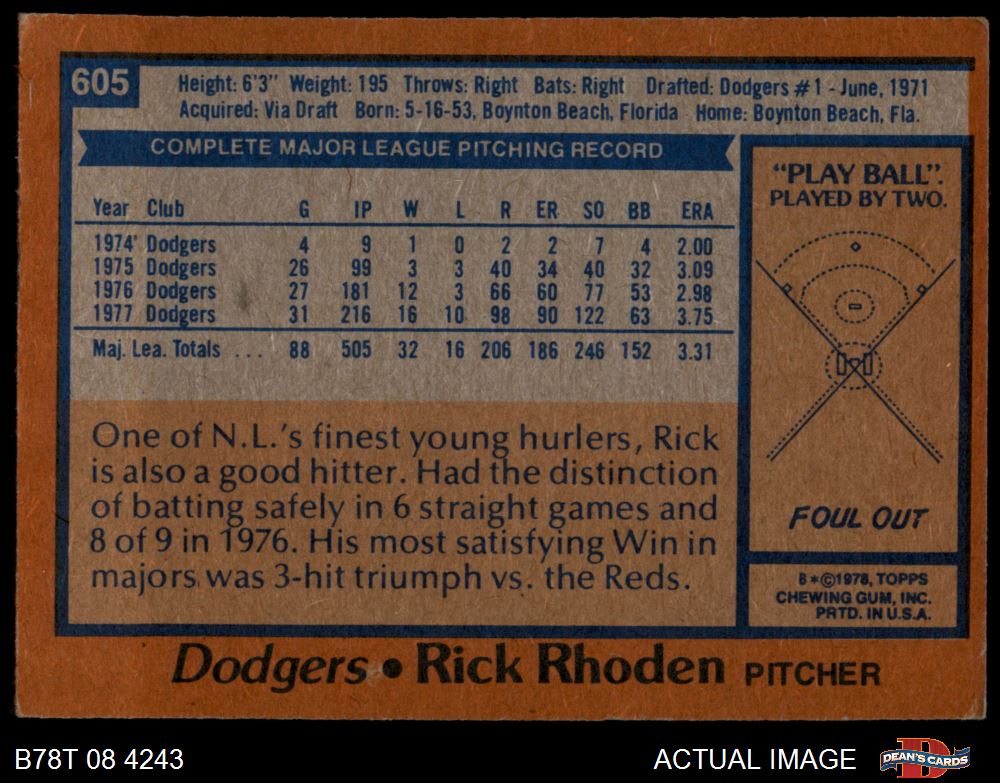 605
Height: 6'3" Weight: 195 Throws: Right Bats: Right Drafted: Dodgers #1 - June, 1971
Acquired: Via Draft Born: 5-16-53, Boynton Beach, Florida Home: Boynton Beach, Fla.
COMPLETE MAJOR LEAGUE PITCHING RECORD
Year Club G IP W L R ER SO BB ERA
1974 Dodgers 4 9 1 0 2 2 7 4 2.00
1975 Dodgers 26 99 3 3 40 34 40 32 3.09
1976 Dodgers 27 181 12 3 66 60 77 53 2.98
1977 Dodgers 31 216 16 10 98 90 122 63 3.75
Maj. Lea. Totals ... 88 505 32 16 206 186 246 152 3.31
One of N.L.'s finest young hurlers, Rick
is also a good hitter. Had the distinction
of batting safely in 6 straight games and
8 of 9 in 1976. His most satisfying Win in
majors was 3-hit triumph vs. the Reds.
"PLAY BALL".
PLAYED BY TWO.
FOUL OUT
B*©1978, TOPPS
CHEWING GUM, INC.
PRTD. IN U.S.A.
Dodgers • Rick Rhoden PITCHER
B78T 08 4243
ACTUAL IMAGE
DEAN'S CARDS